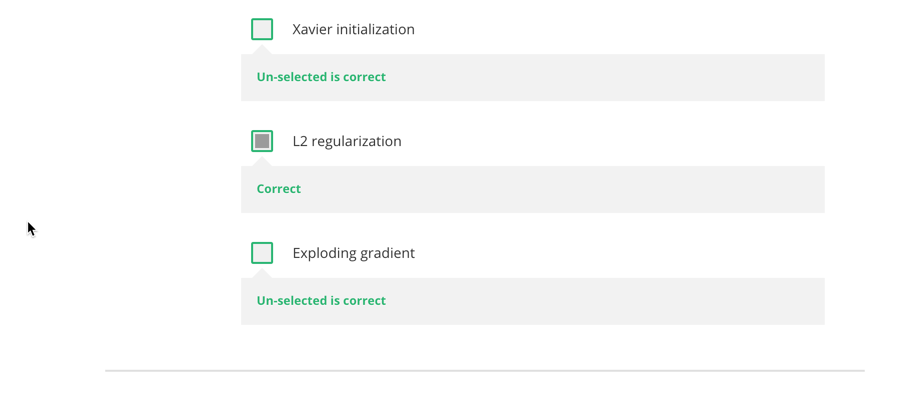 Xavier initialization
Un-selected is correct
L2 regularization
Correct
Exploding gradient
Un-selected is correct